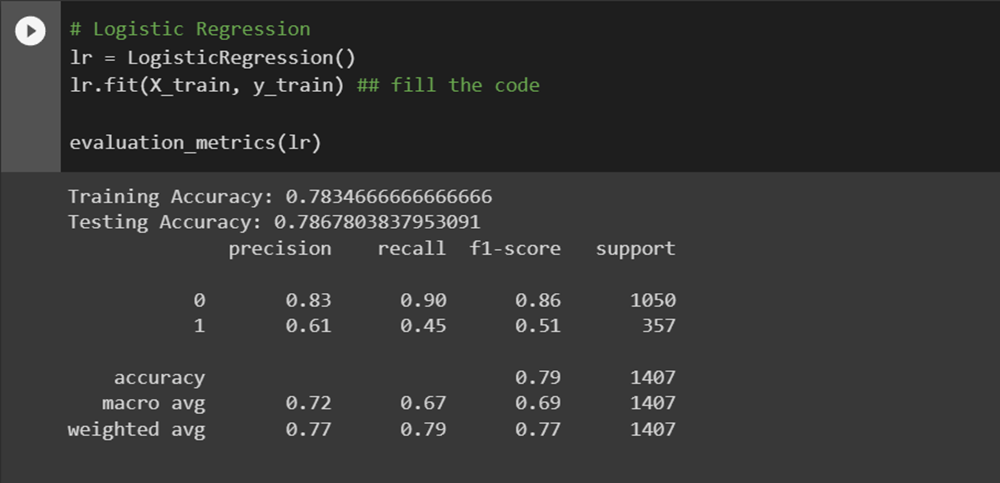 # Logistic Regression
lr = LogisticRegression()
lr.fit(X_train, y_train) ## fill the code
evaluation_metrics(lr)
Training Accuracy: 0.7834666666666666
Testing Accuracy: 0.7867803837953091
precision recall f1-score support
0 0.83 0.90 0.86 1050
1 0.61 0.45 0.51 357
accuracy 0.79 1407
macro avg 0.72 0.67 0.69 1407
weighted avg 0.77 0.79 0.77 1407